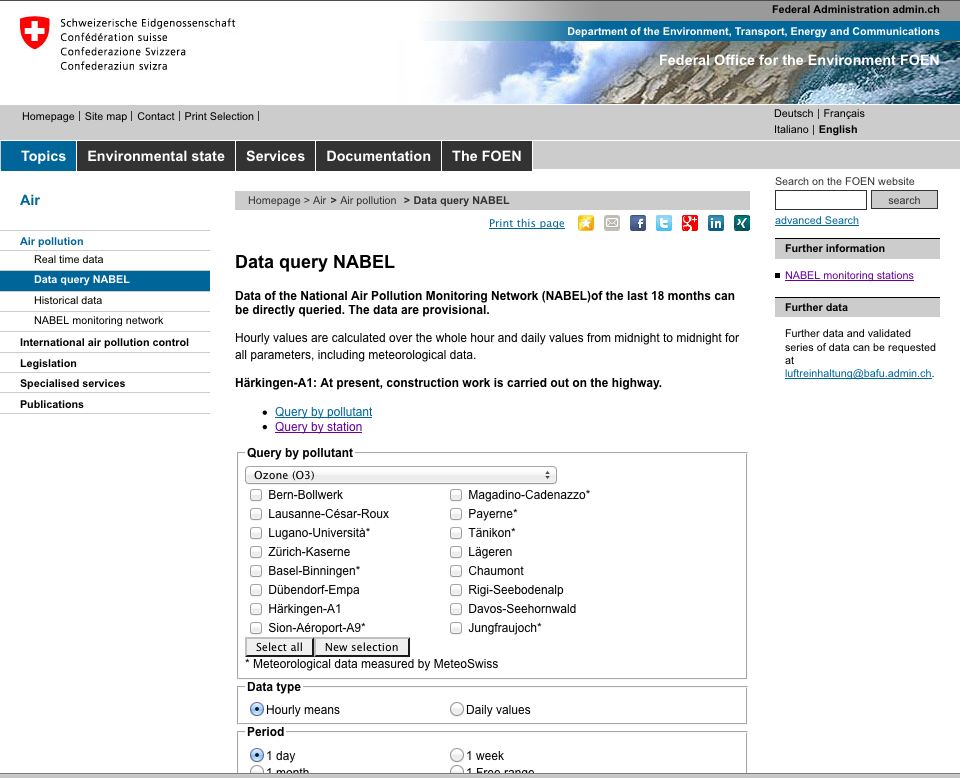 Schweizerische Eidgenossenschaft
Confédération suisse
Confederazione Svizzera
Confederaziun svizra
Federal Administration admin.ch
Department of the Environment, Transport, Energy and Communications
Federal Office for the Environment FOEN
Homepage | Site map | Contact | Print Selection |
Deutsch | Français
Italiano | English
Topics
Environmental state
Services
Documentation
The FOEN
Air
Air pollution
Real time data
Data query NABEL
Historical data
NABEL monitoring network
International air pollution control
Legislation
Specialised services
Publications
Homepage > Air > Air pollution > Data query NABEL
Print this page
Data query NABEL
Data of the National Air Pollution Monitoring Network (NABEL)of the last 18 months can
be directly queried. The data are provisional.
Hourly values are calculated over the whole hour and daily values from midnight to midnight for
all parameters, including meteorological data.
Härkingen-A1: At present, construction work is carried out on the highway.
• Query by pollutant
• Query by station
Query by pollutant
Ozone (O3)
Bern-Bollwerk
Magadino-Cadenazzo*
Lausanne-César-Roux
Payerne*
Lugano-Università*
Tänikon*
Zürich-Kaserne
Lägeren
Basel-Binningen*
Chaumont
Dübendorf-Empa
Rigi-Seebodenalp
Härkingen-A1
Davos-Seehornwald
Sion-Aéroport-A9*
Jungfraujoch*
Select all
New selection
* Meteorological data measured by MeteoSwiss
Data type
Hourly means
Daily values
Period
1 day
1 week
1 month
1 Free range
Search on the FOEN website
search
advanced Search
Further information
NABEL monitoring stations
Further data
Further data and validated
series of data can be requested
at
luftreinhaltung@bafu.admin.ch.